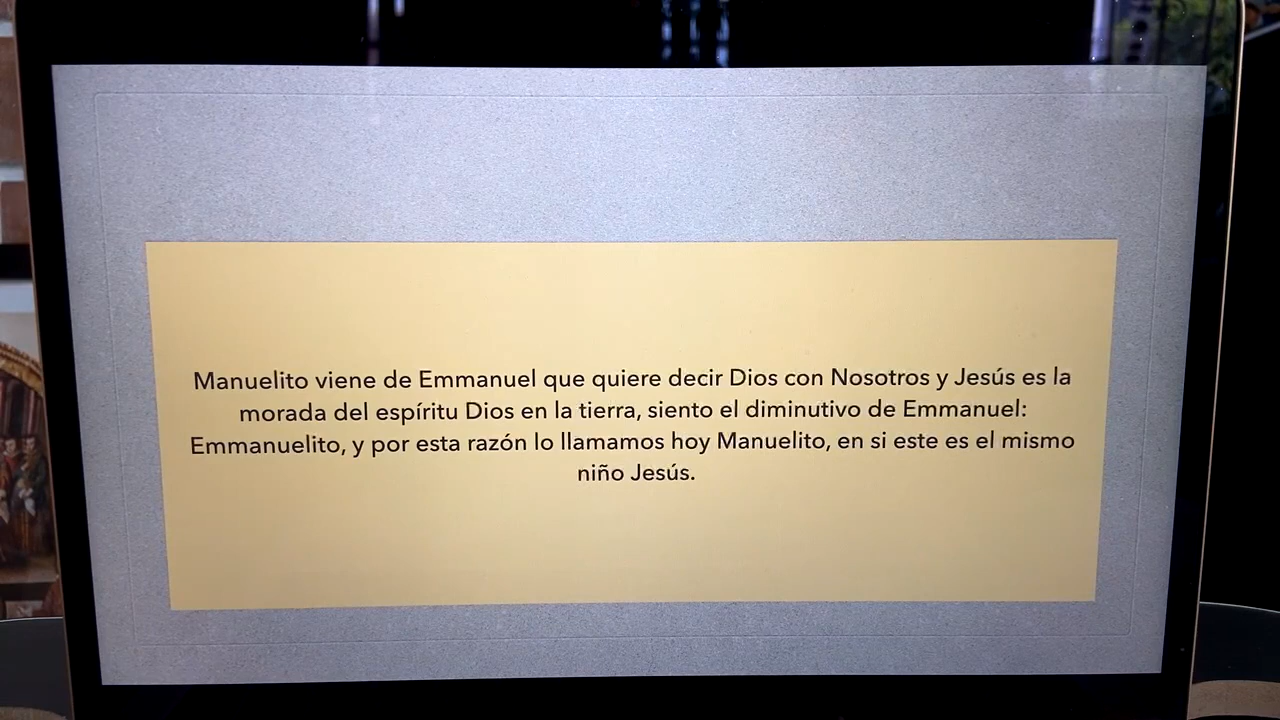 Manuelito viene de Emmanuel que quiere decir Dios con Nosotros y Jesús es la
morada del espíritu Dios en la tierra, siento el diminutivo de Emmanuel:
Emmanuelito, y por esta razón lo llamamos hoy Manuelito, en si este es el mismo
niño Jesús.